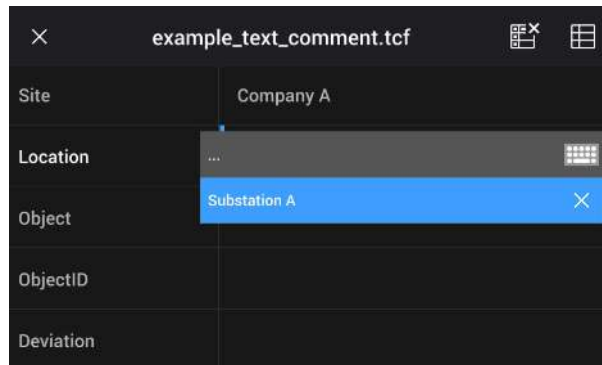 example_text_comment.tcf
Site
Company A
Location
...
Substation A
Object
ObjectID
Deviation